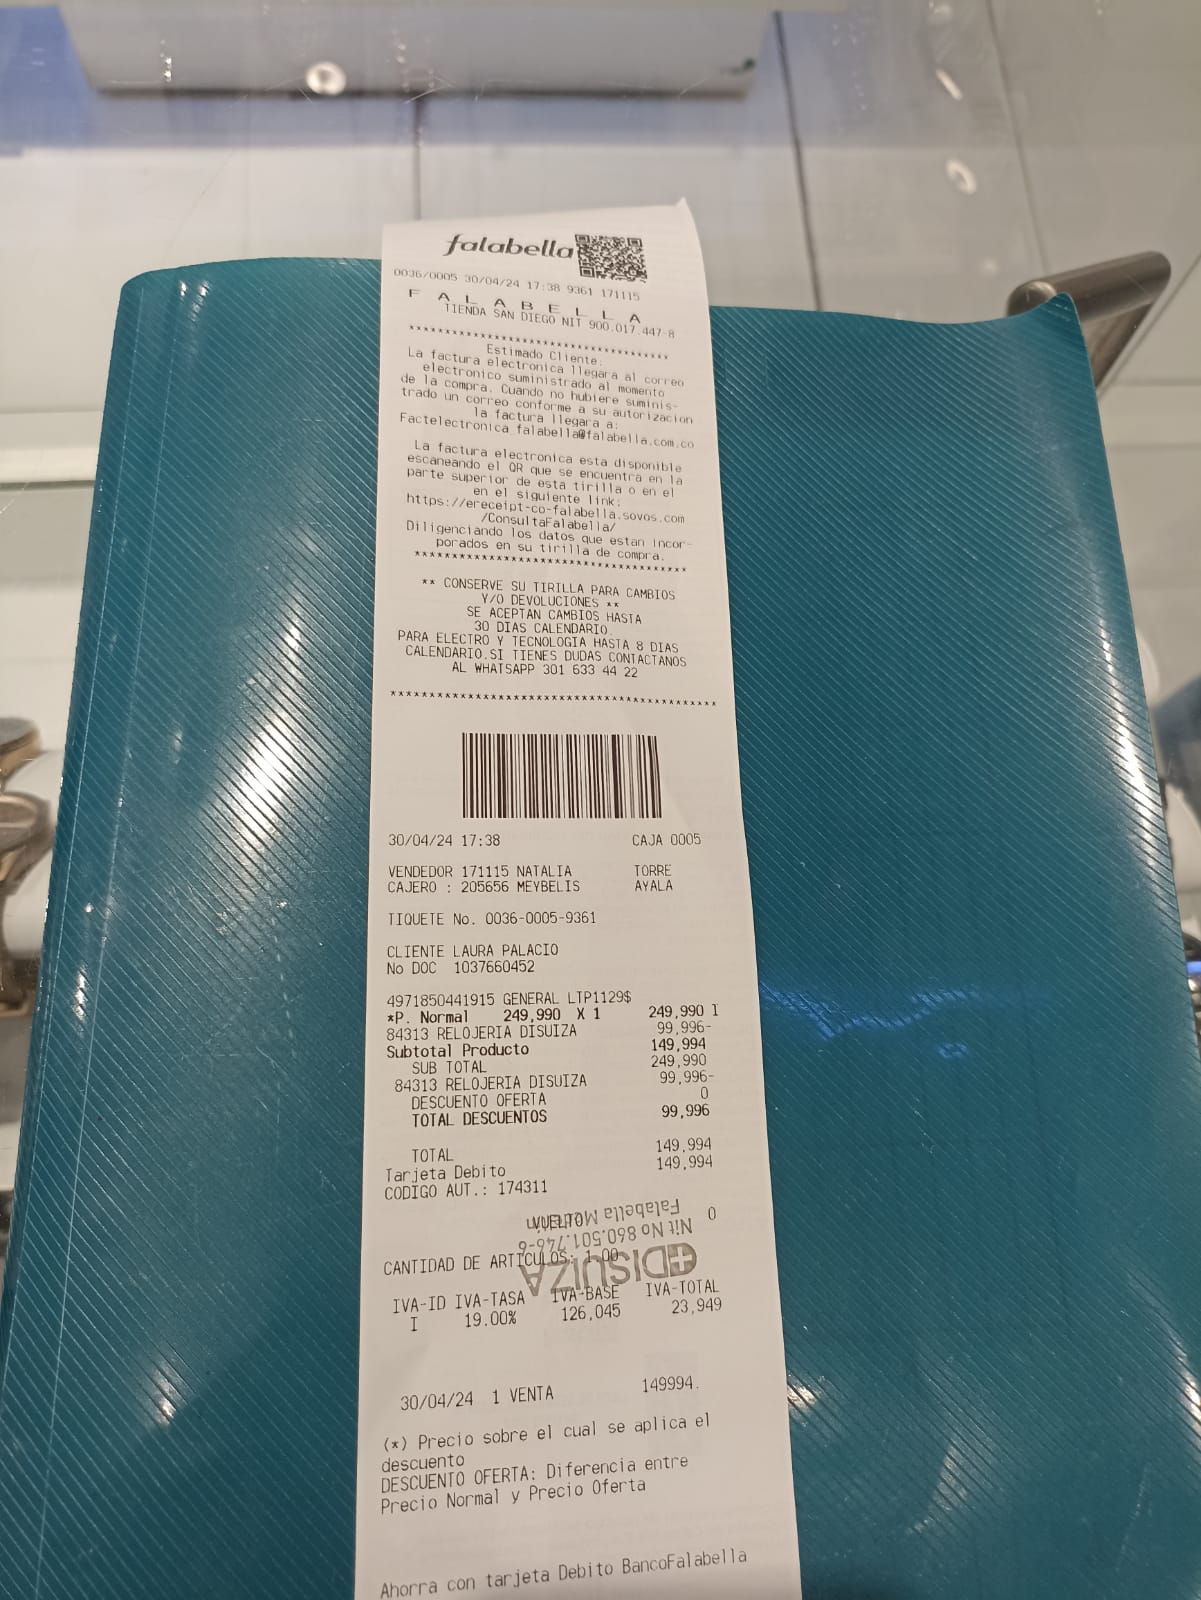 falabella
0036/0005 30/04/24 17:38 9361 171115
F A L A B E L L A
TIENDA SAN DIEGO NIT 900.017.447-8
***************************************
Estimado Cliente:
La factura electronica llegara al correo
electronico suministrado al momento
de la compra. Cuando no hubiere suminis-
trado un correo conforme a su autorizacion
la factura llegara a:
Factelectronica_falabella@falabella.com.co
La factura electronica esta disponible
escaneando el QR que se encuentra en la
parte superior de esta tirilla o en el
en el siguiente link:
https://ereceipt-co-falabella.sovos.com
/ConsultaFalabella/
Diligenciando los datos que estan incor-
porados en su tirilla de compra.
***************************************
** CONSERVE SU TIRILLA PARA CAMBIOS
Y/O DEVOLUCIONES **
SE ACEPTAN CAMBIOS HASTA
30 DIAS CALENDARIO.
PARA ELECTRO Y TECNOLOGIA HASTA 8 DIAS
CALENDARIO.SI TIENES DUDAS CONTACTANOS
AL WHATSAPP 301 633 44 22
***************************************
30/04/24 17:38 CAJA 0005
VENDEDOR 171115 NATALIA TORRE
CAJERO : 205656 MEYBELIS AYALA
TIQUETE No. 0036-0005-9361
CLIENTE LAURA PALACIO
No DOC 1037660452
4971850441915 GENERAL LTP1129$
*P. Normal 249,990 X 1 249,990 I
84313 RELOJERIA DISUIZA 99,996-
Subtotal Producto 149,994
SUB TOTAL 249,990
84313 RELOJERIA DISUIZA 99,996-
DESCUENTO OFERTA 0
TOTAL DESCUENTOS 99,996
TOTAL 149,994
Tarjeta Debito 149,994
CODIGO AUT.: 174311
VUELTO 0
CANTIDAD DE ARTICULOS: 1.00
DISUIZA
Nit No 860.501.746-6
Falabella
IVA-ID IVA-TASA IVA-BASE IVA-TOTAL
I 19.00% 126,045 23,949
30/04/24 1 VENTA 149994.
(*) Precio sobre el cual se aplica el
descuento
DESCUENTO OFERTA: Diferencia entre
Precio Normal y Precio Oferta
Ahorra con tarjeta Debito BancoFalabella